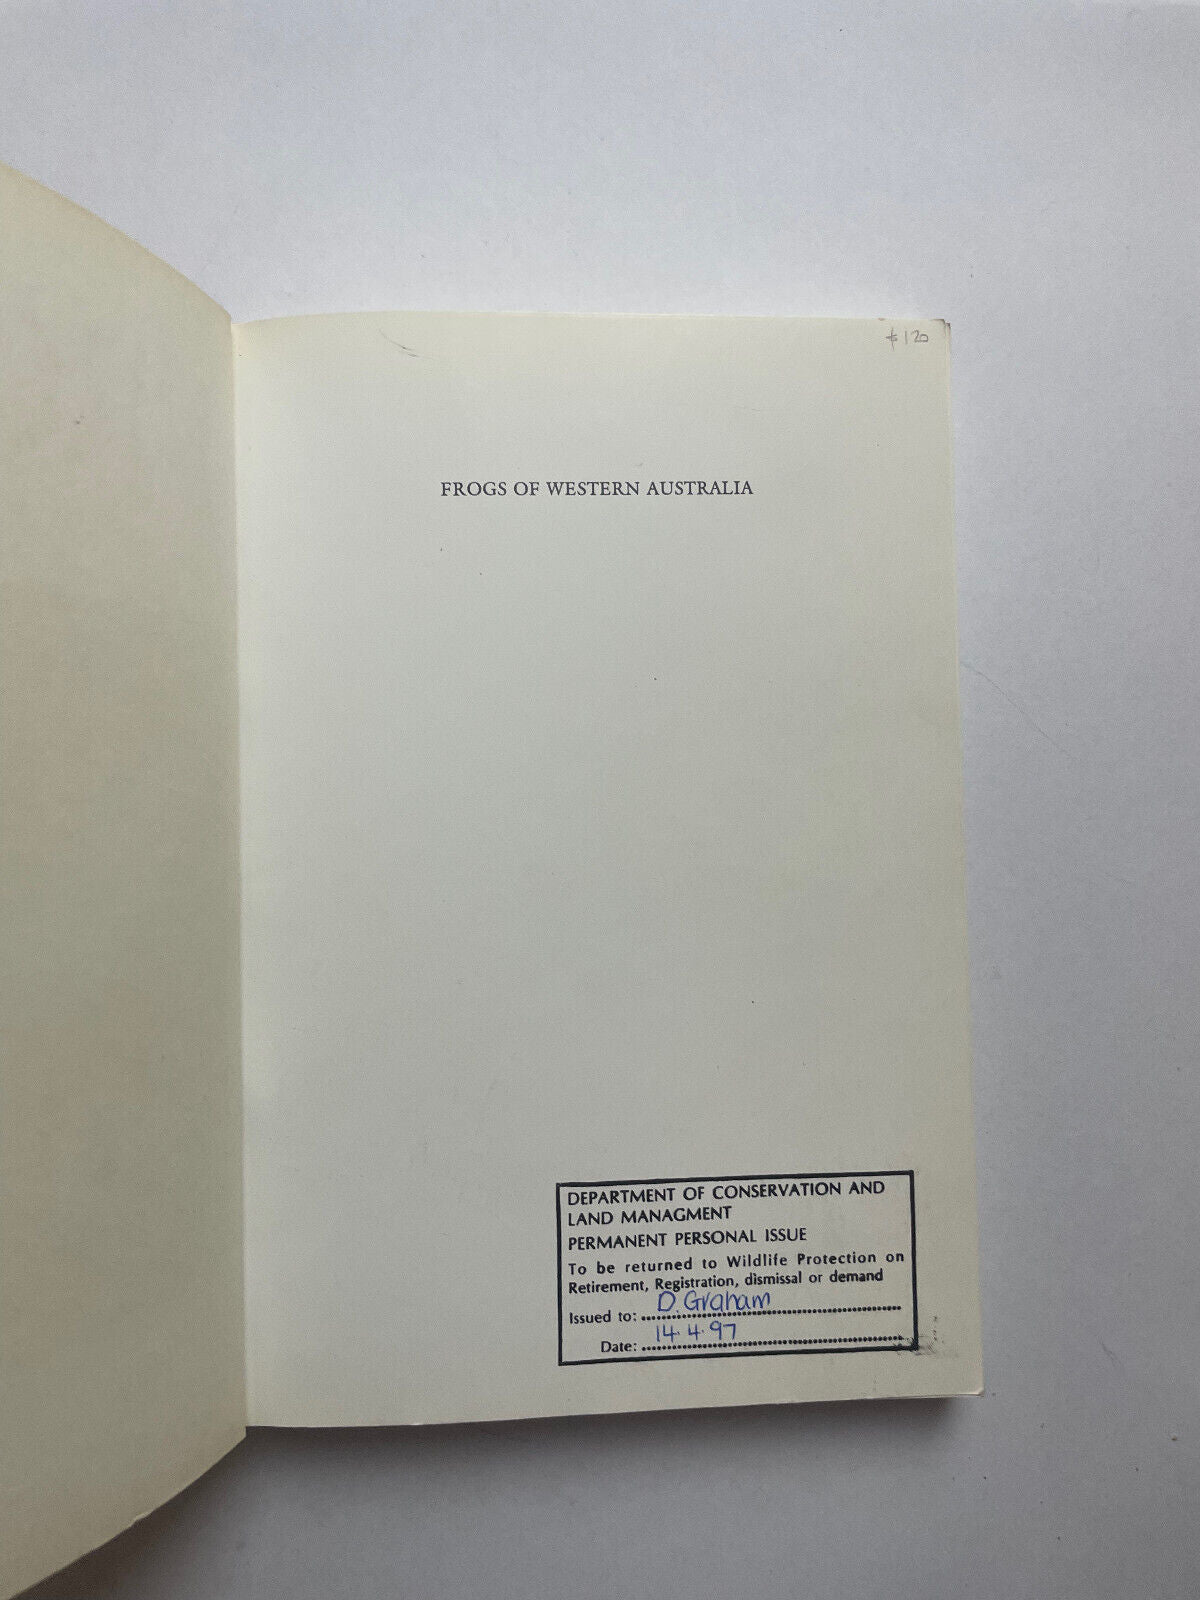 $120
FROGS OF WESTERN AUSTRALIA
DEPARTMENT OF CONSERVATION AND
LAND MANAGMENT
PERMANENT PERSONAL ISSUE
To be returned to Wildlife Protection on
Retirement, Registration, dismissal or demand
Issued to: D. Graham
Date: 14.4.97